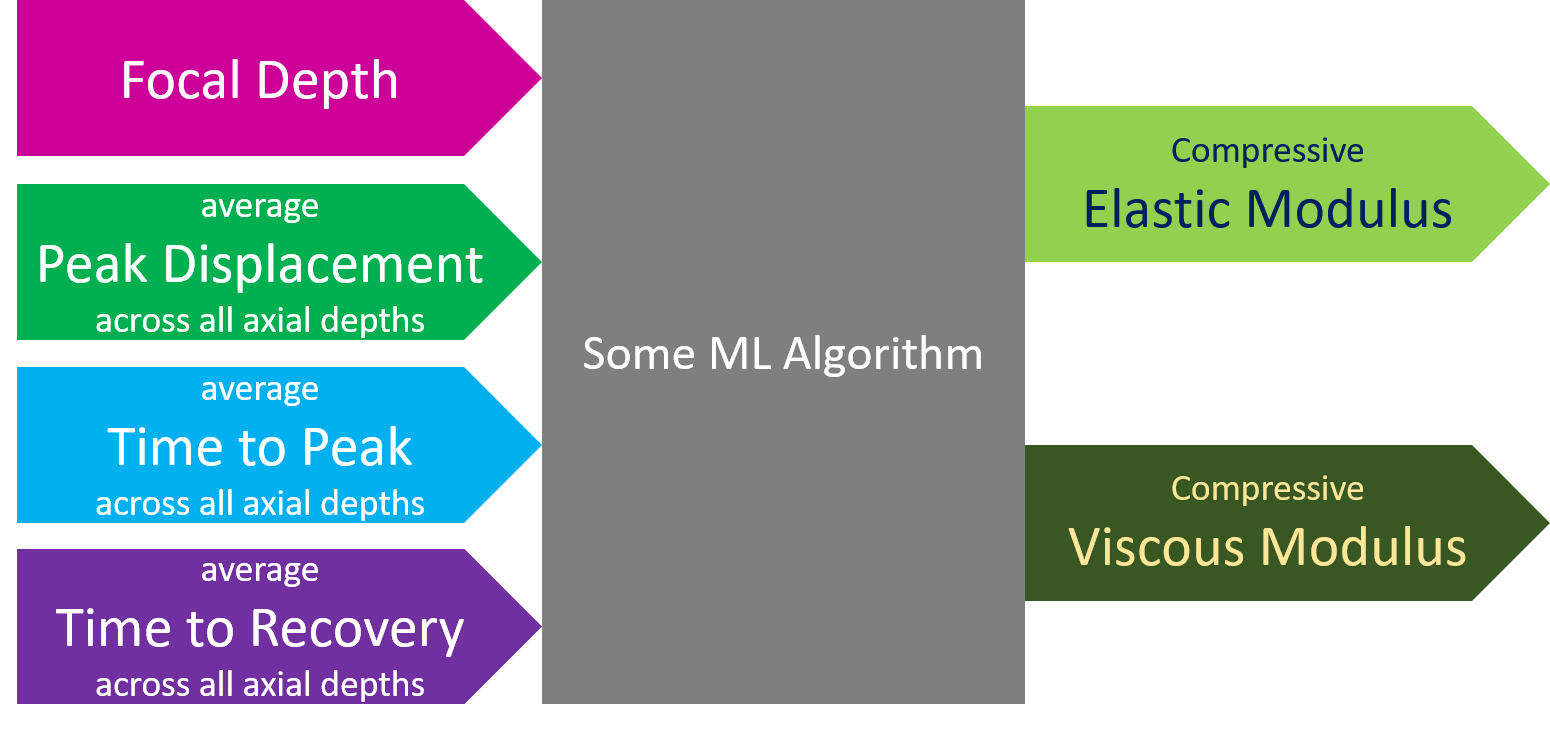 Focal Depth
average
Peak Displacement
across all axial depths
average
Time to Peak
across all axial depths
average
Time to Recovery
across all axial depths
Some ML Algorithm
Compressive
Elastic Modulus
Compressive
Viscous Modulus